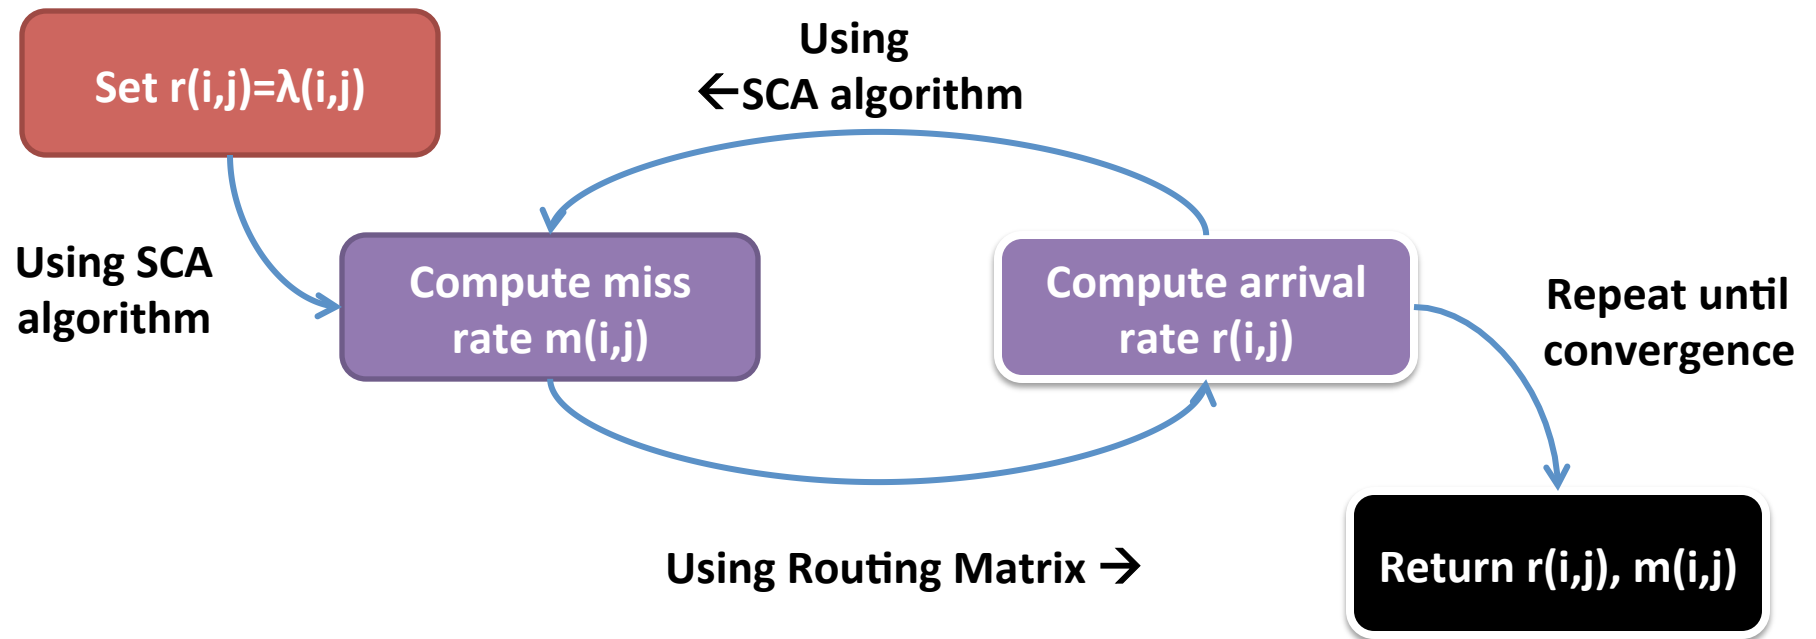 Set r(i,j)=λ(i,j)
Using
←SCA algorithm
Using SCA
algorithm
Compute miss
rate m(i,j)
Compute arrival
rate r(i,j)
Repeat until
convergence
Using Routing Matrix →
Return r(i,j), m(i,j)